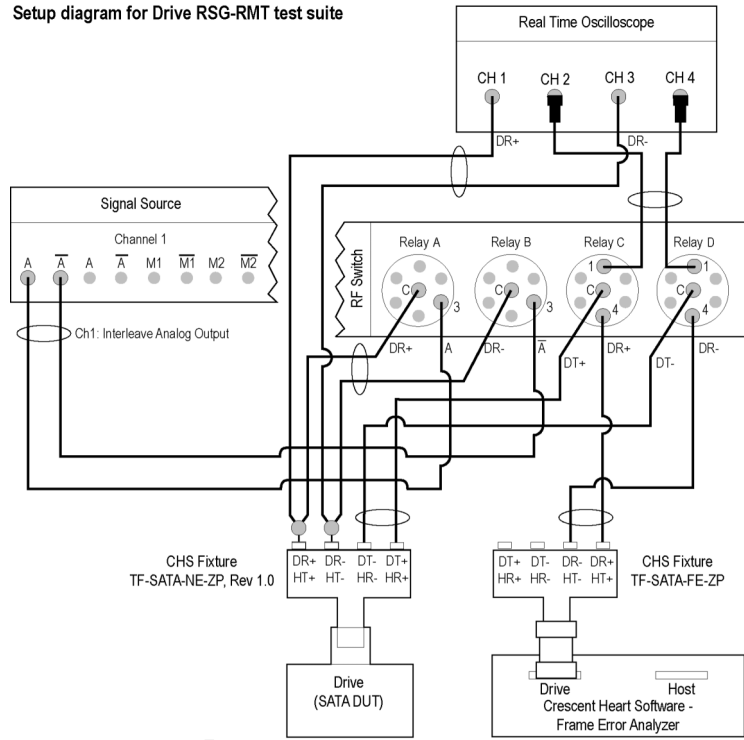 Setup diagram for Drive RSG-RMT test suite
Real Time Oscilloscope
CH 1 CH 2 CH 3 CH 4
DR+ DR-
Signal Source
Channel 1
A A̅ A A̅ M1 M̅1̅ M2 M̅2̅
Ch1: Interleave Analog Output
RF Switch
Relay A Relay B Relay C Relay D
1 1
C C C C
3 3 4 4
DR+ A DR- A̅ DT+ DR+ DT- DR-
CHS Fixture
TF-SATA-NE-ZP, Rev 1.0
DR+ DR- DT- DT+
HT+ HT- HR- HR+
DT+ DT- DR- DR+
HR+ HR- HT- HT+
CHS Fixture
TF-SATA-FE-ZP
Drive
(SATA DUT)
Drive Host
Crescent Heart Software -
Frame Error Analyzer